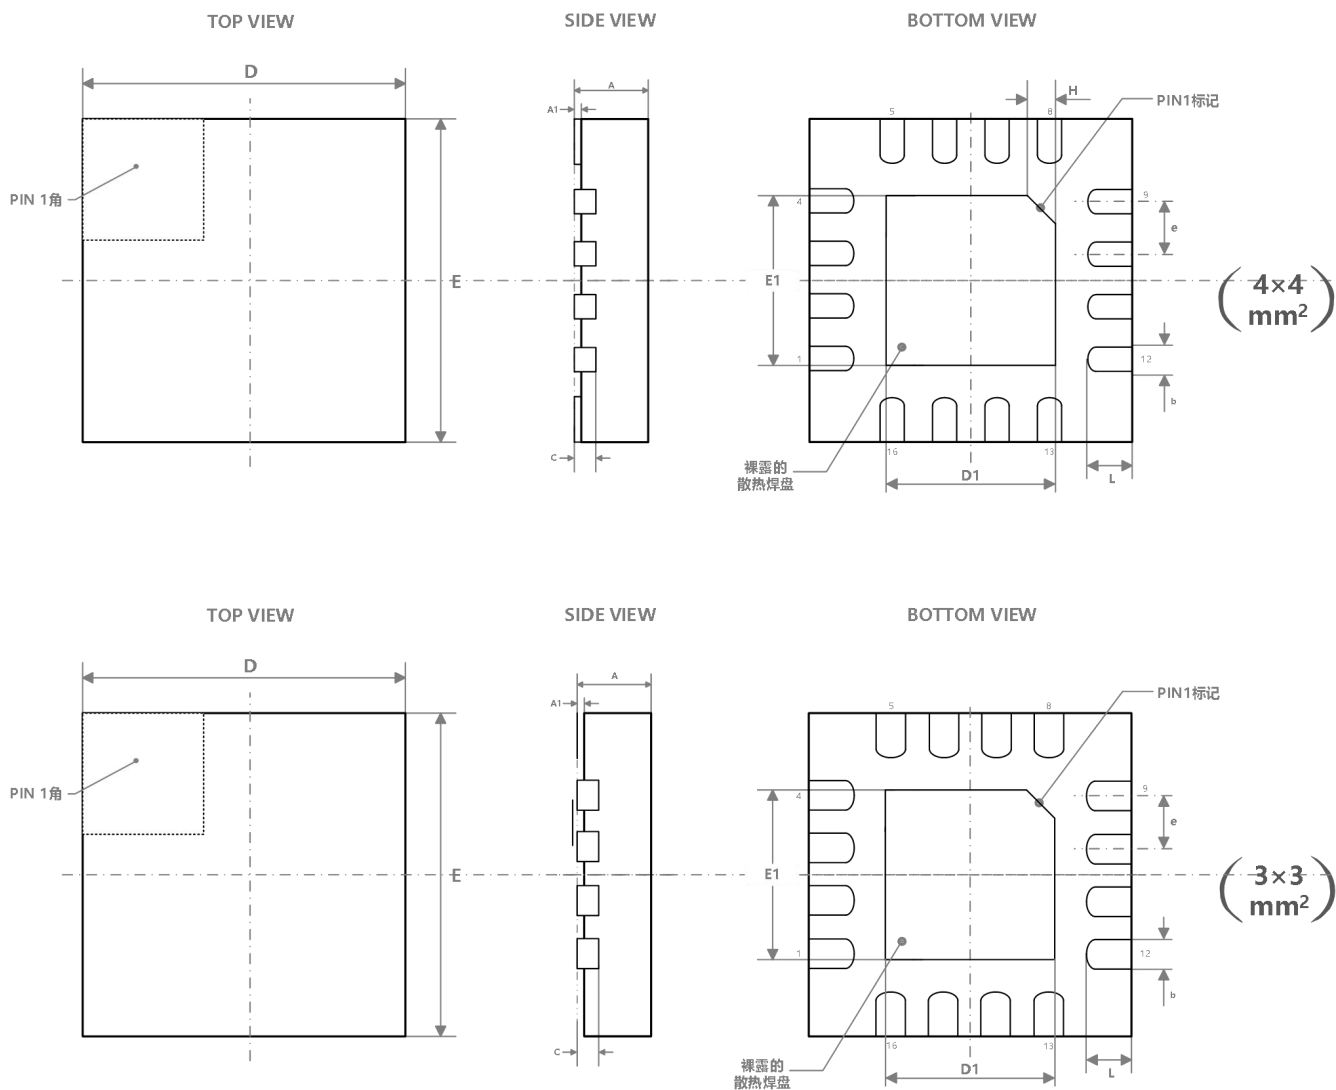 TOP VIEW
SIDE VIEW
BOTTOM VIEW
D
A
A1
H
PIN1标记
5
8
PIN 1角
4
9
e
E
E1
4×4
mm²
1
12
b
C
16
13
裸露的
散热焊盘
D1
L
TOP VIEW
SIDE VIEW
BOTTOM VIEW
D
A
A1
PIN1标记
5
8
PIN 1角
4
9
e
E
E1
3×3
mm²
1
12
b
C
16
13
裸露的
散热焊盘
D1
L